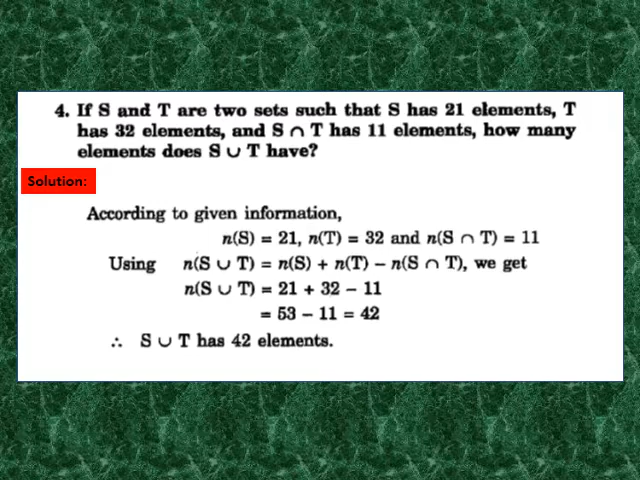 4. If S and T are two sets such that S has 21 elements, T
has 32 elements, and S ∩ T has 11 elements, how many
elements does S ∪ T have?
Solution:
According to given information,
n(S) = 21, n(T) = 32 and n(S ∩ T) = 11
Using n(S ∪ T) = n(S) + n(T) − n(S ∩ T), we get
n(S ∪ T) = 21 + 32 − 11
= 53 − 11 = 42
∴ S ∪ T has 42 elements.